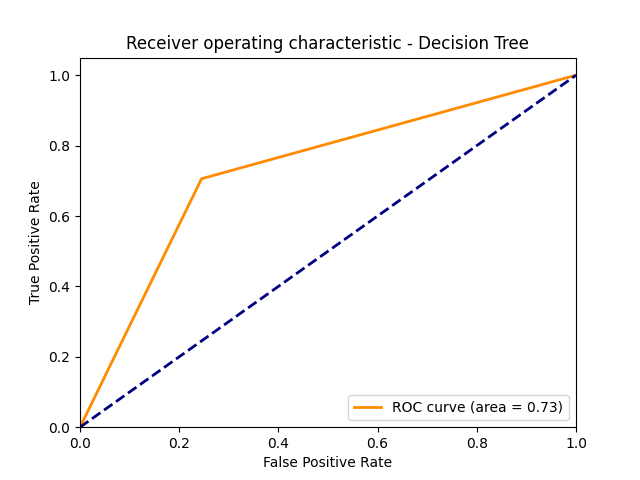 Receiver operating characteristic - Decision Tree
1.0
0.8
0.6
0.4
0.2
0.0
True Positive Rate
ROC curve (area = 0.73)
0.0 0.2 0.4 0.6 0.8 1.0
False Positive Rate